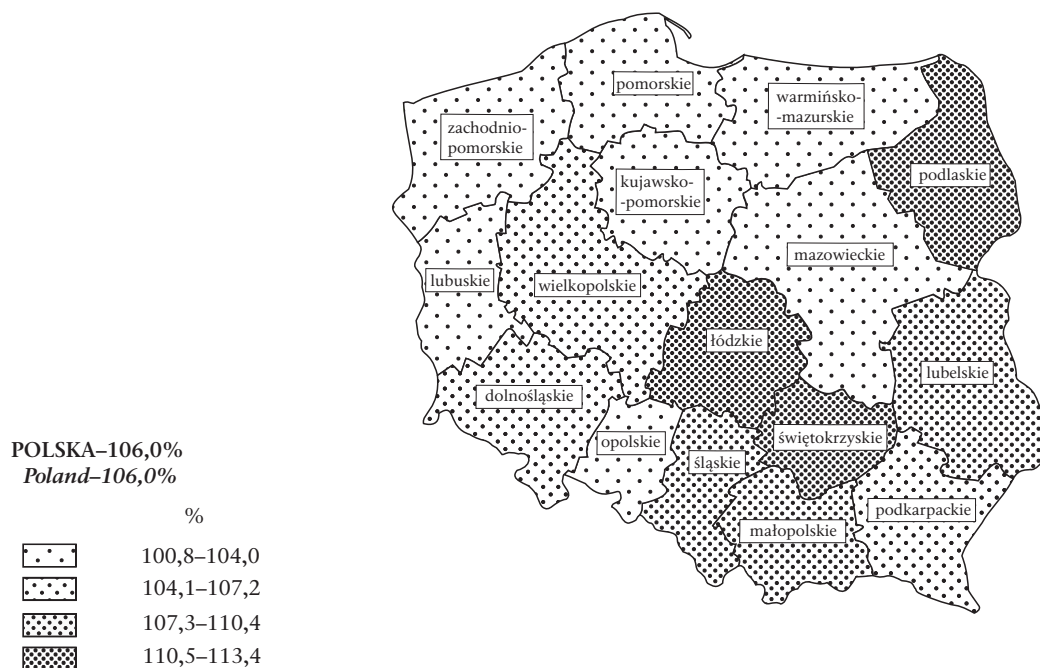 pomorskie
warmińsko-
-mazurskie
zachodnio-
pomorskie
podlaskie
kujawsko-
-pomorskie
mazowieckie
lubuskie
wielkopolskie
łódzkie
lubelskie
dolnośląskie
opolskie
świętokrzyskie
śląskie
podkarpackie
małopolskie
POLSKA–106,0%
Poland–106,0%
%
100,8–104,0
104,1–107,2
107,3–110,4
110,5–113,4